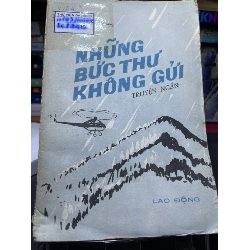 NHỮNG
BỨC THƯ
KHÔNG GỬI
TRUYỆN NGẮN
LAO ĐỘNG